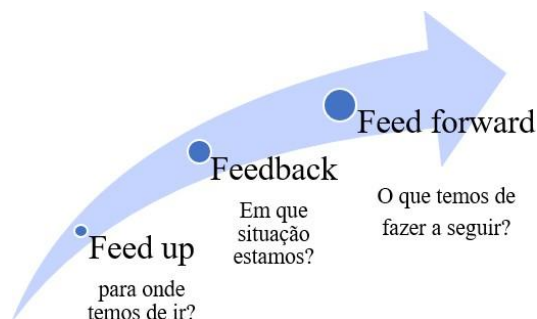 Feed up
para onde
temos de ir?
Feedback
Em que
situação
estamos?
Feed forward
O que temos de
fazer a seguir?